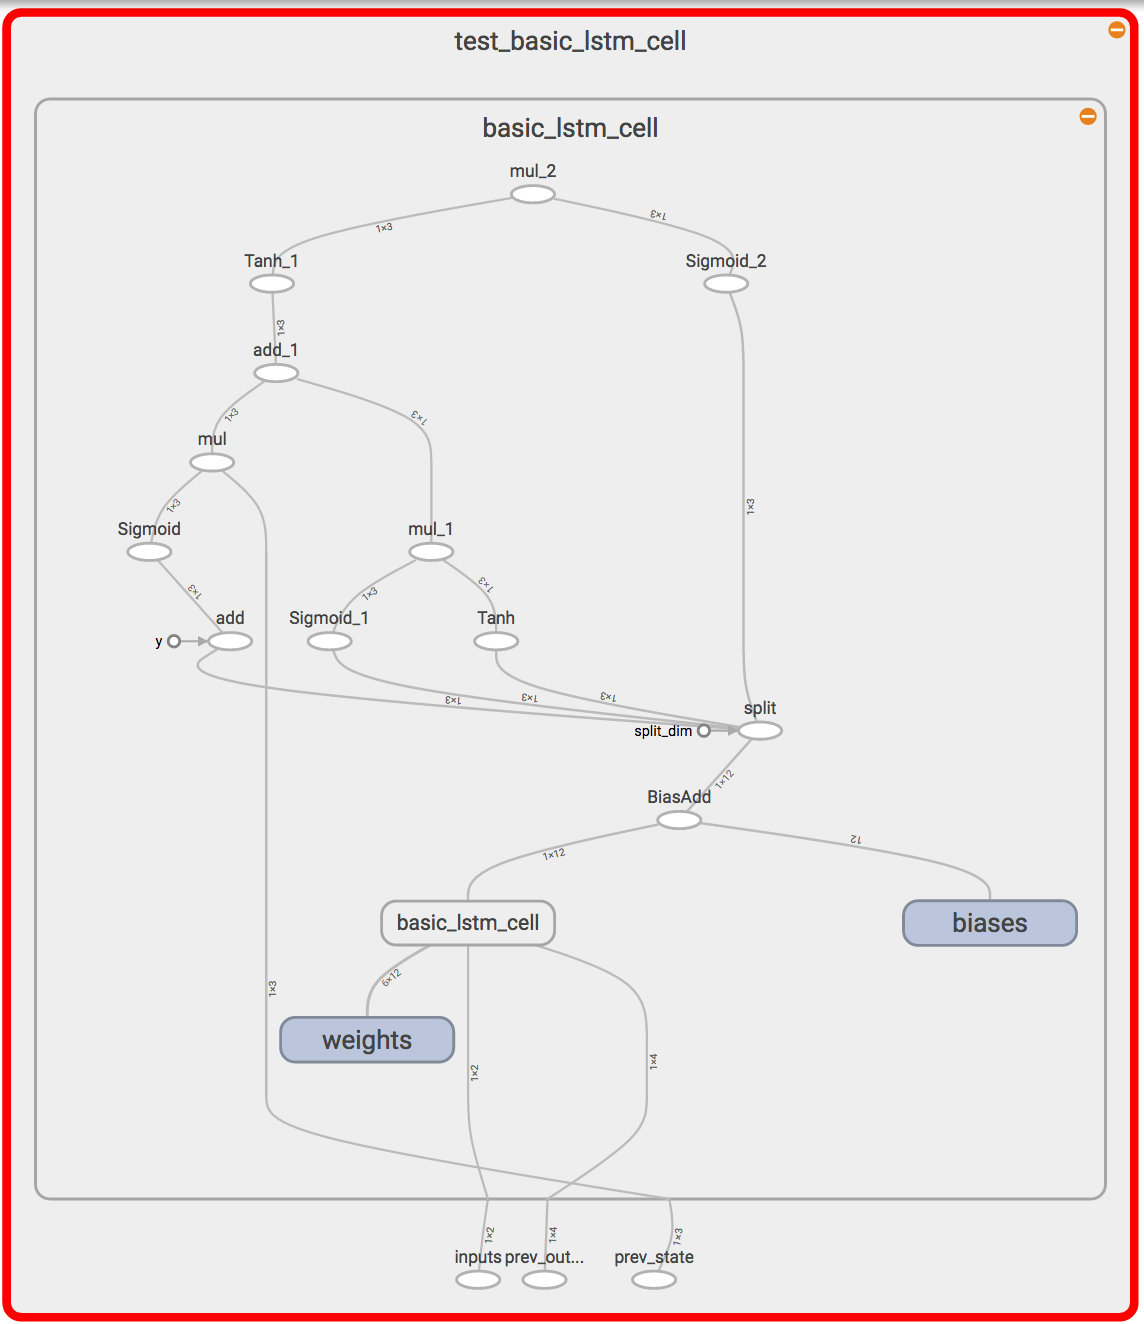 test_basic_lstm_cell
basic_lstm_cell
mul_2
1×3
1×3
Tanh_1
Sigmoid_2
1×3
add_1
1×3
1×3
mul
1×3
1×3
Sigmoid
mul_1
1×3
1×3
1×3
add
Sigmoid_1
Tanh
y
1×3
1×3
1×3
split
split_dim
1×12
BiasAdd
12
1×12
basic_lstm_cell
biases
6×12
1×3
weights
1×4
1×2
1×2
1×4
1×3
inputs
prev_out...
prev_state